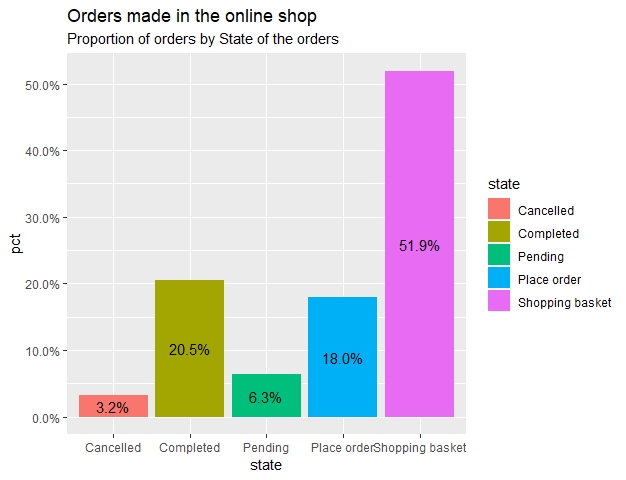 Orders made in the online shop
Proportion of orders by State of the orders
50.0%
40.0%
30.0%
20.0%
10.0%
0.0%
pct
3.2%
20.5%
6.3%
18.0%
51.9%
Cancelled Completed Pending Place order Shopping basket
state
state
Cancelled
Completed
Pending
Place order
Shopping basket